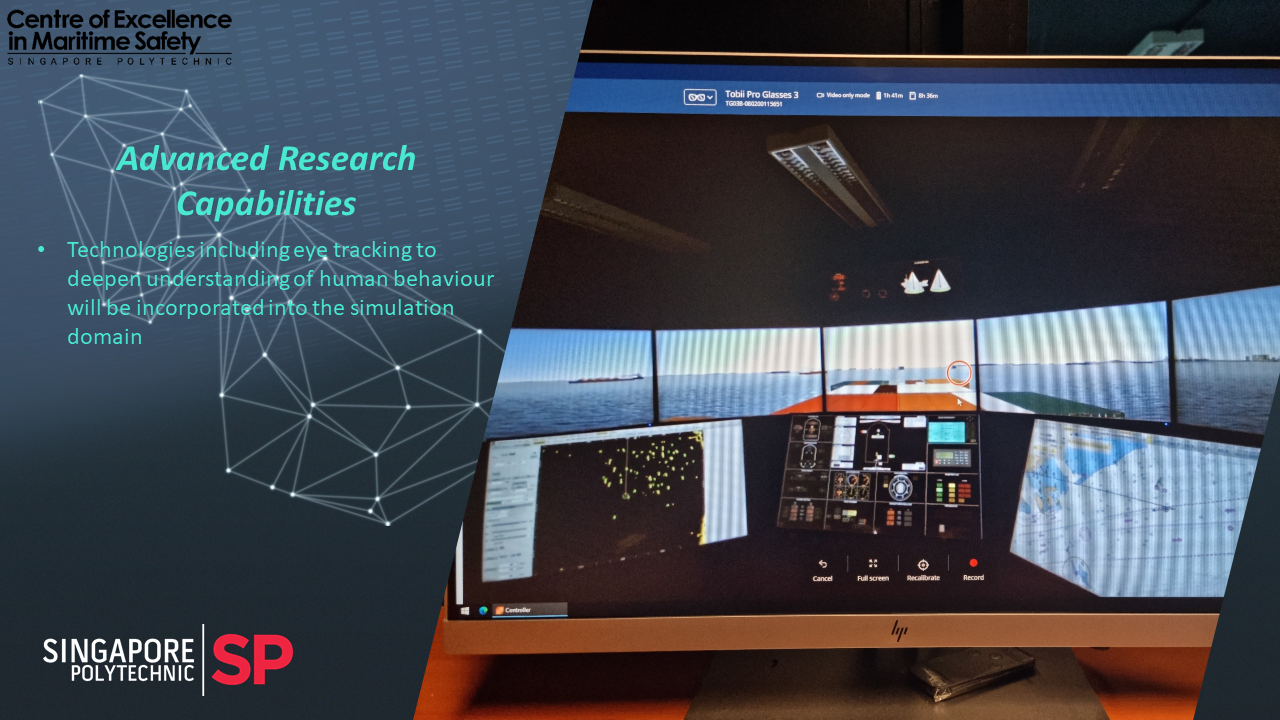 Centre of Excellence
in Maritime Safety
SINGAPORE POLYTECHNIC
Advanced Research
Capabilities
• Technologies including eye tracking to
deepen understanding of human behaviour
will be incorporated into the simulation
domain
SINGAPORE
POLYTECHNIC
SP
Tobii Pro Glasses 3
TG03B-080200115651
Video only mode 1h 41m 8h 36m
Cancel Full screen Recalibrate Record
Controller
hp